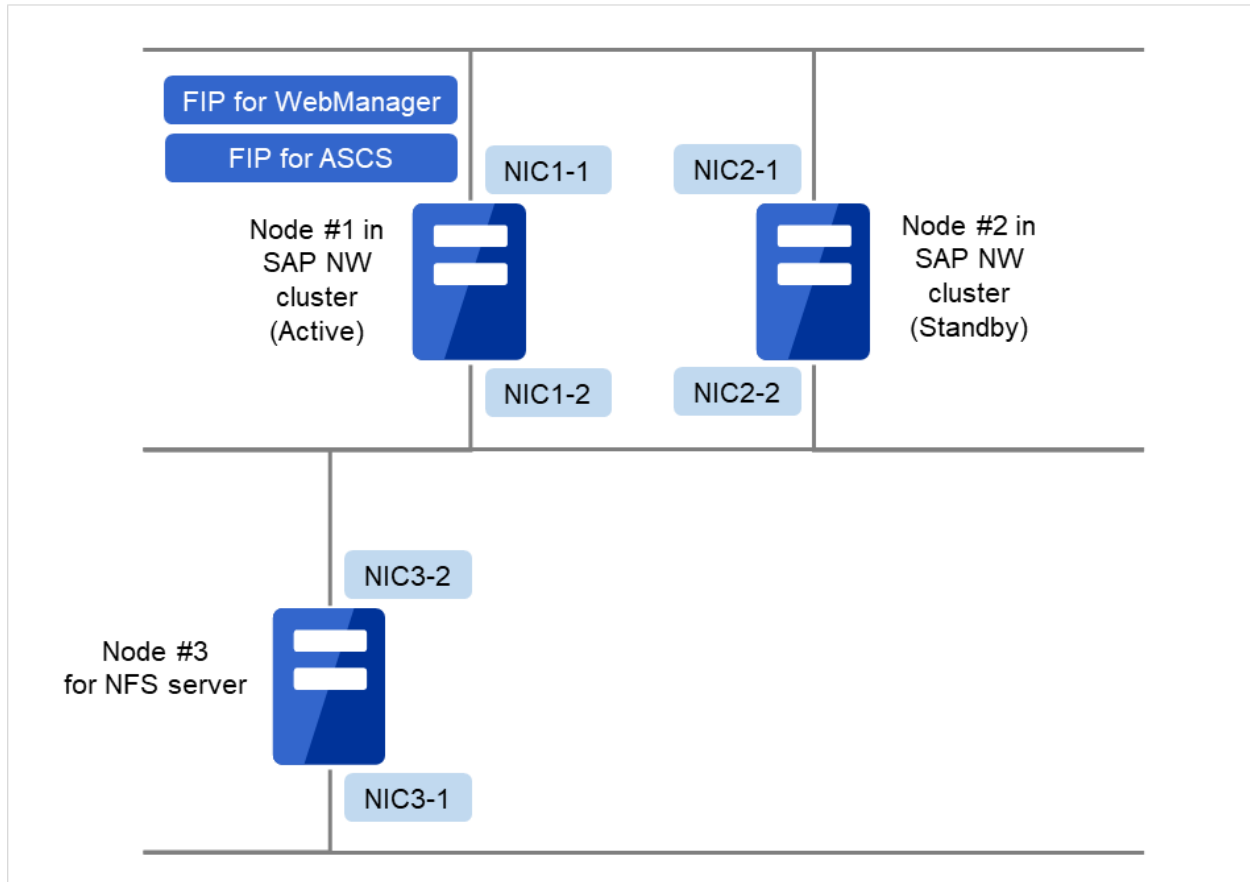 FIP for WebManager
FIP for ASCS
NIC1-1
NIC2-1
Node #1 in
SAP NW
cluster
(Active)
Node #2 in
SAP NW
cluster
(Standby)
NIC1-2
NIC2-2
NIC3-2
Node #3
for NFS server
NIC3-1